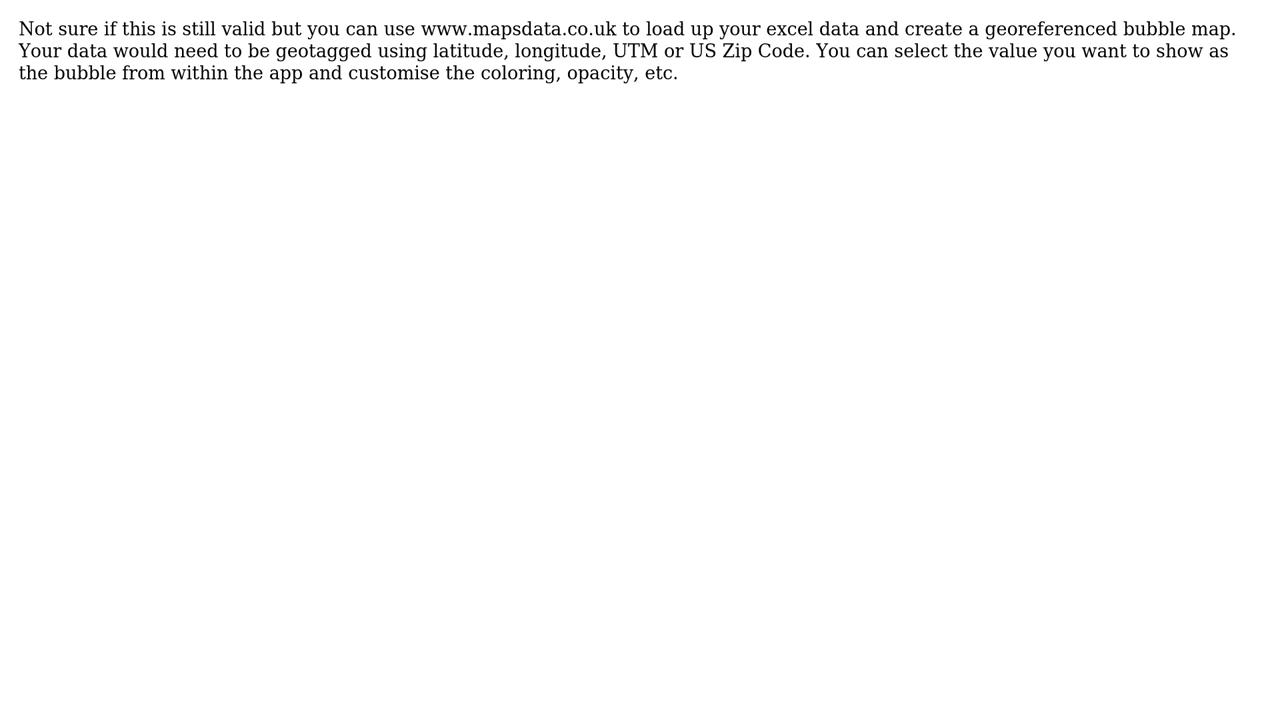 Not sure if this is still valid but you can use www.mapsdata.co.uk to load up your excel data and create a georeferenced bubble map.
Your data would need to be geotagged using latitude, longitude, UTM or US Zip Code. You can select the value you want to show as
the bubble from within the app and customise the coloring, opacity, etc.